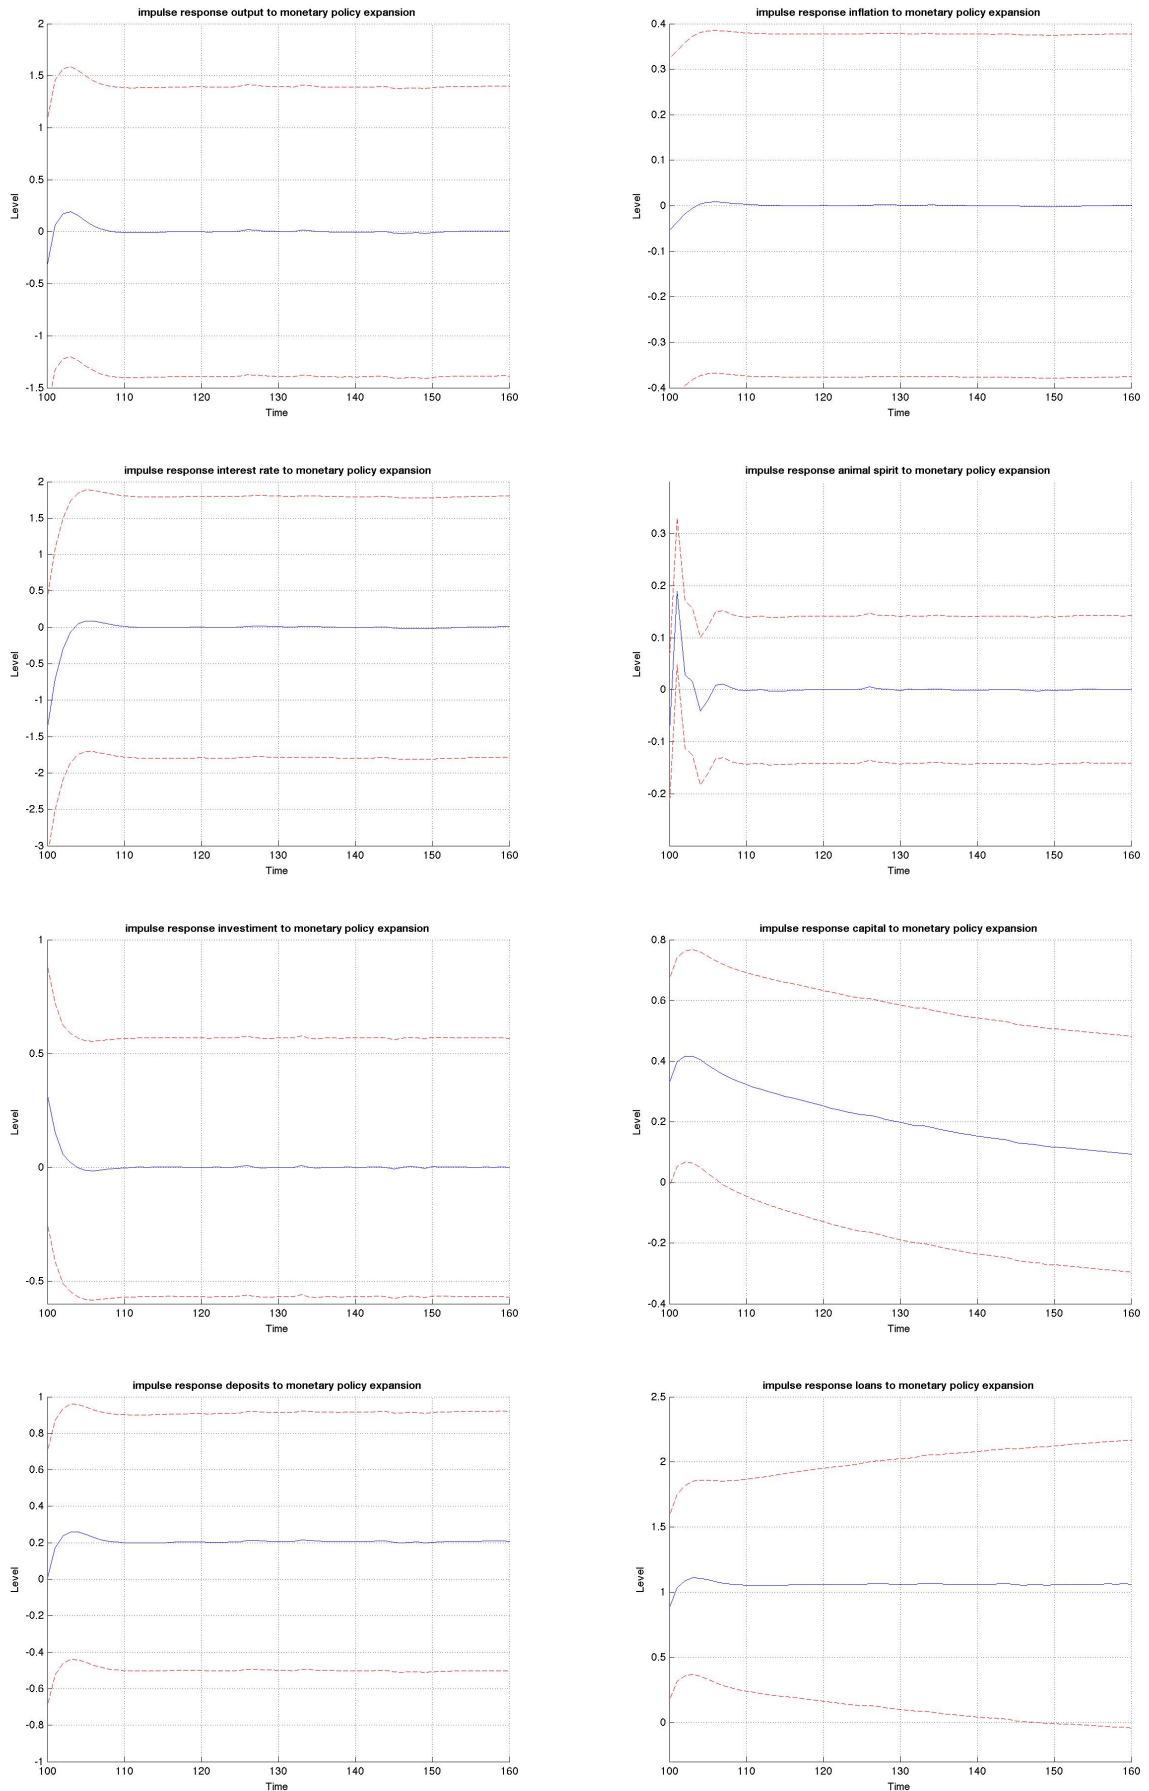 impulse response output to monetary policy expansion
2
1.5
1
0.5
0
-0.5
-1
-1.5
Level
100 110 120 130 140 150 160
Time
impulse response inflation to monetary policy expansion
0.4
0.3
0.2
0.1
0
-0.1
-0.2
-0.3
-0.4
Level
100 110 120 130 140 150 160
Time
impulse response interest rate to monetary policy expansion
2
1.5
1
0.5
0
-0.5
-1
-1.5
-2
-2.5
-3
Level
100 110 120 130 140 150 160
Time
impulse response animal spirit to monetary policy expansion
0.3
0.2
0.1
0
-0.1
-0.2
Level
100 110 120 130 140 150 160
Time
impulse response investiment to monetary policy expansion
1
0.5
0
-0.5
Level
100 110 120 130 140 150 160
Time
impulse response capital to monetary policy expansion
0.8
0.6
0.4
0.2
0
-0.2
-0.4
Level
100 110 120 130 140 150 160
Time
impulse response deposits to monetary policy expansion
1
0.8
0.6
0.4
0.2
0
-0.2
-0.4
-0.6
-0.8
-1
Level
100 110 120 130 140 150 160
Time
impulse response loans to monetary policy expansion
2.5
2
1.5
1
0.5
0
Level
100 110 120 130 140 150 160
Time